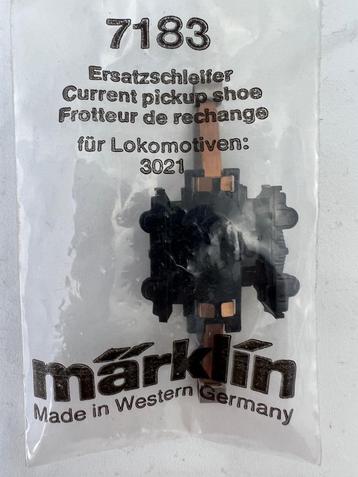 7183
Ersatzschleifer
Current pickup shoe
Frotteur de rechange
für Lokomotiven:
3021
märklin
Made in Western Germany